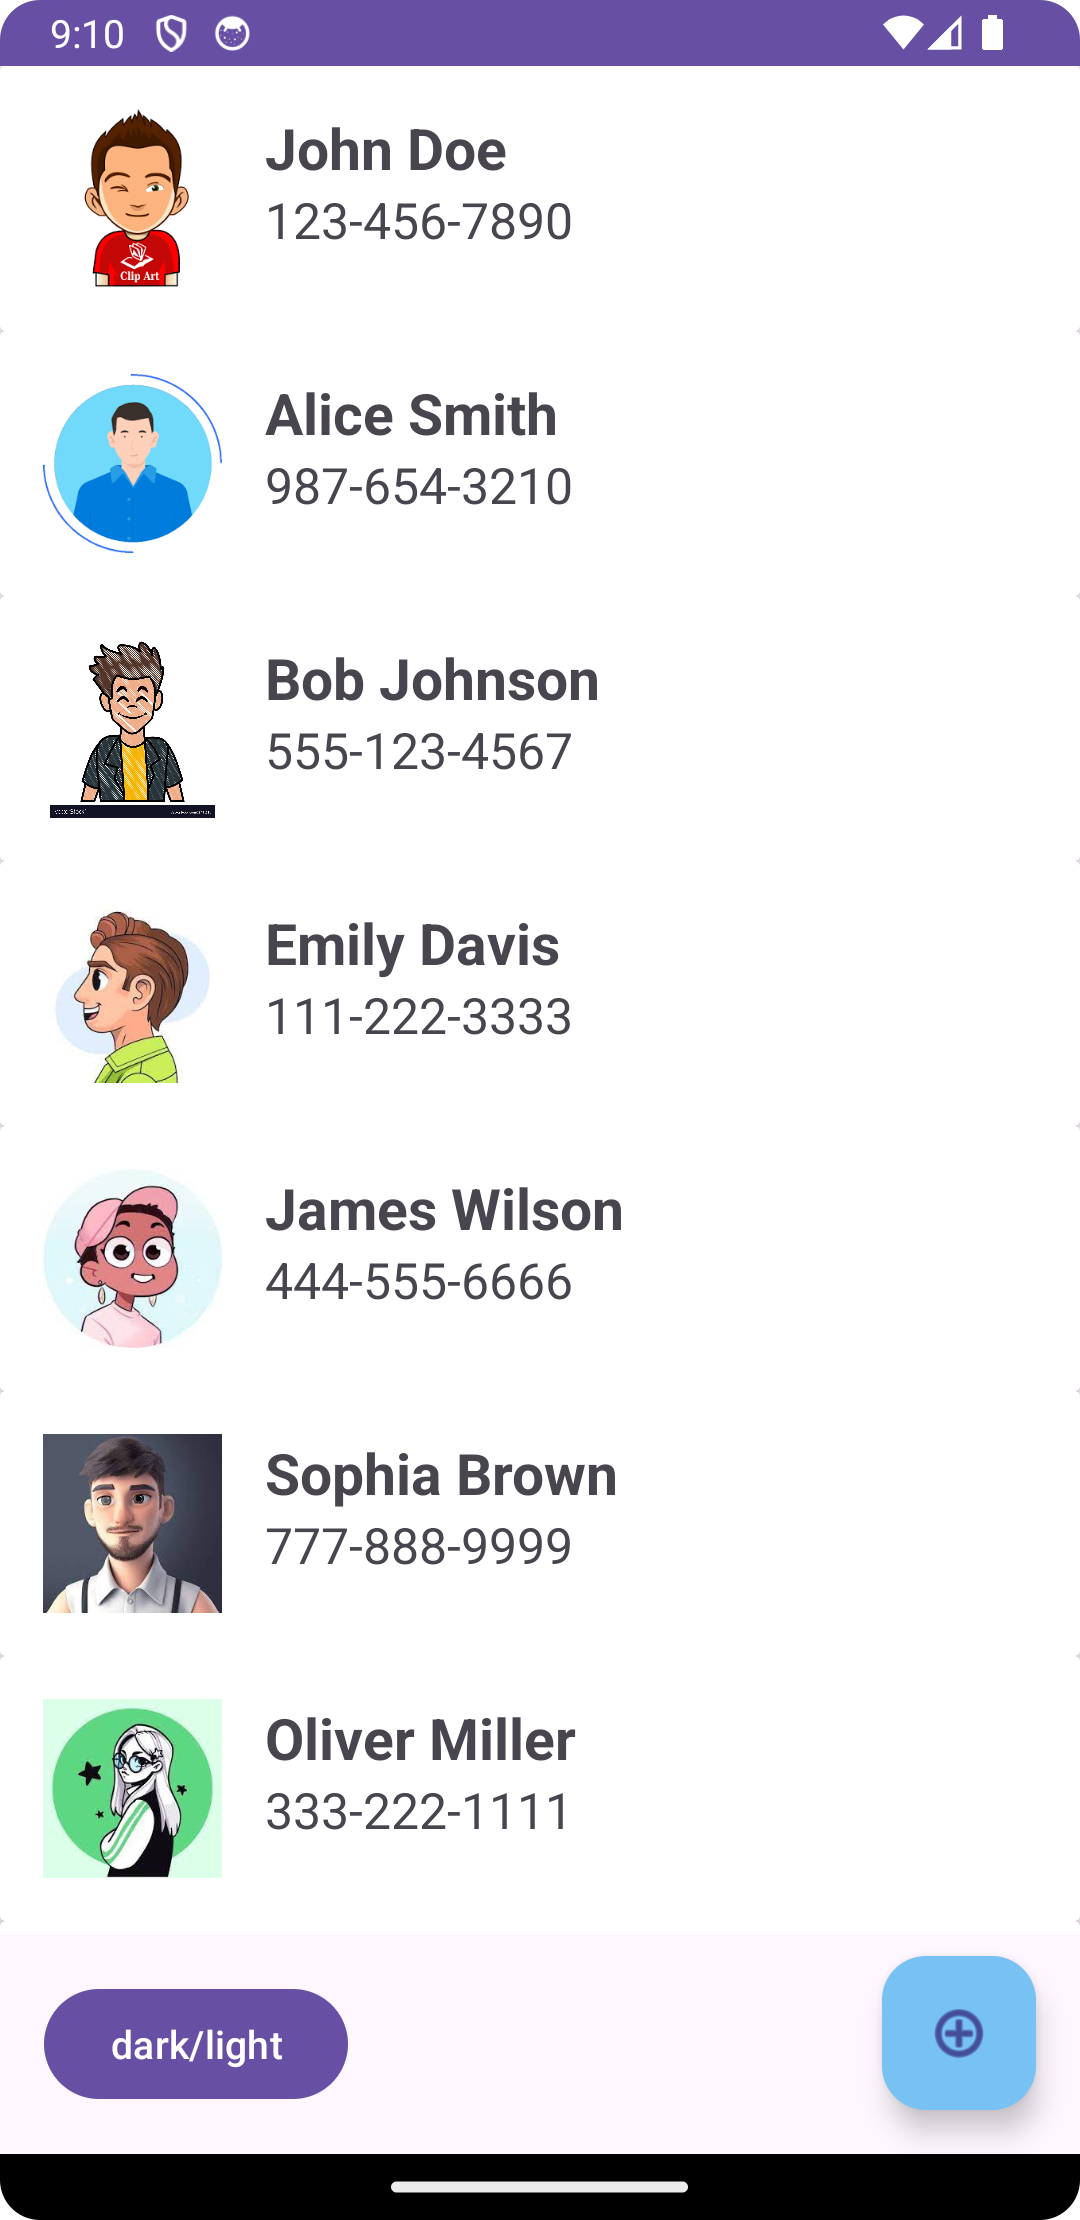 9:10
John Doe
123-456-7890
Clip Art
Alice Smith
987-654-3210
Bob Johnson
555-123-4567
Emily Davis
111-222-3333
James Wilson
444-555-6666
Sophia Brown
777-888-9999
Oliver Miller
333-222-1111
dark/light